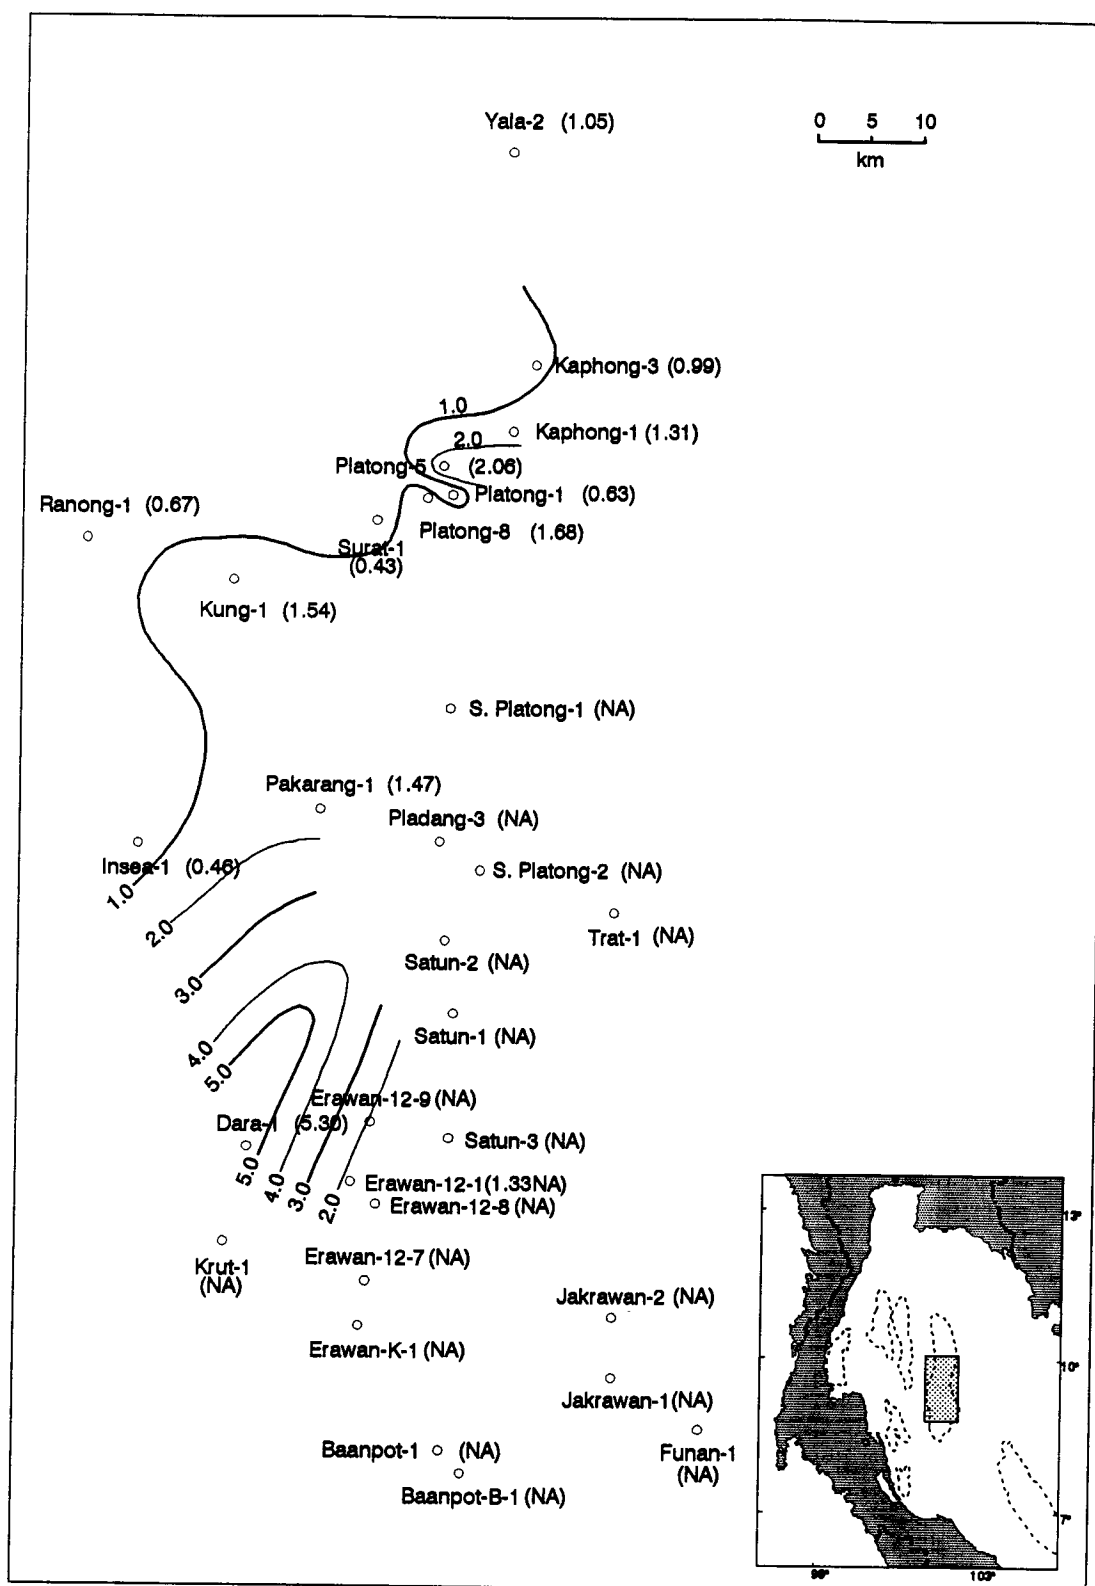 Yala-2 (1.05)
0 5 10
km
Kaphong-3 (0.99)
1.0
2.0
Kaphong-1 (1.31)
Platong-5 (2.06)
Platong-1 (0.63)
Ranong-1 (0.67)
Platong-8 (1.68)
Surat-1
(0.43)
Kung-1 (1.54)
S. Platong-1 (NA)
Pakarang-1 (1.47)
Pladang-3 (NA)
Insea-1 (0.46)
S. Platong-2 (NA)
1.0
2.0
Trat-1 (NA)
Satun-2 (NA)
3.0
Satun-1 (NA)
4.0
5.0
Erawan-12-9 (NA)
Dara-1 (5.30)
Satun-3 (NA)
5.0
4.0
3.0
2.0
Erawan-12-1 (1.33NA)
Erawan-12-8 (NA)
Krut-1
(NA)
Erawan-12-7 (NA)
Jakrawan-2 (NA)
Erawan-K-1 (NA)
Jakrawan-1 (NA)
Baanpot-1 (NA)
Funan-1
(NA)
Baanpot-B-1 (NA)
13°
10°
7°
99° 103°